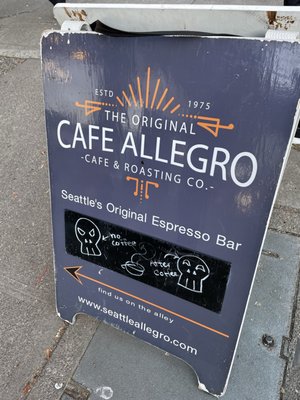 ESTD 1975
THE ORIGINAL
CAFE ALLEGRO
-CAFE & ROASTING CO.-
Seattle's Original Espresso Bar
no coffee
After coffee
find us on the alley
www.seattleallegro.com